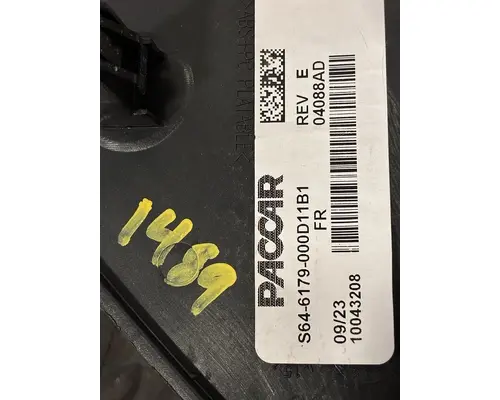 REV E
04088AD
PACCAR
S64-6179-000D11B1
FR
09/23
10043208
1489